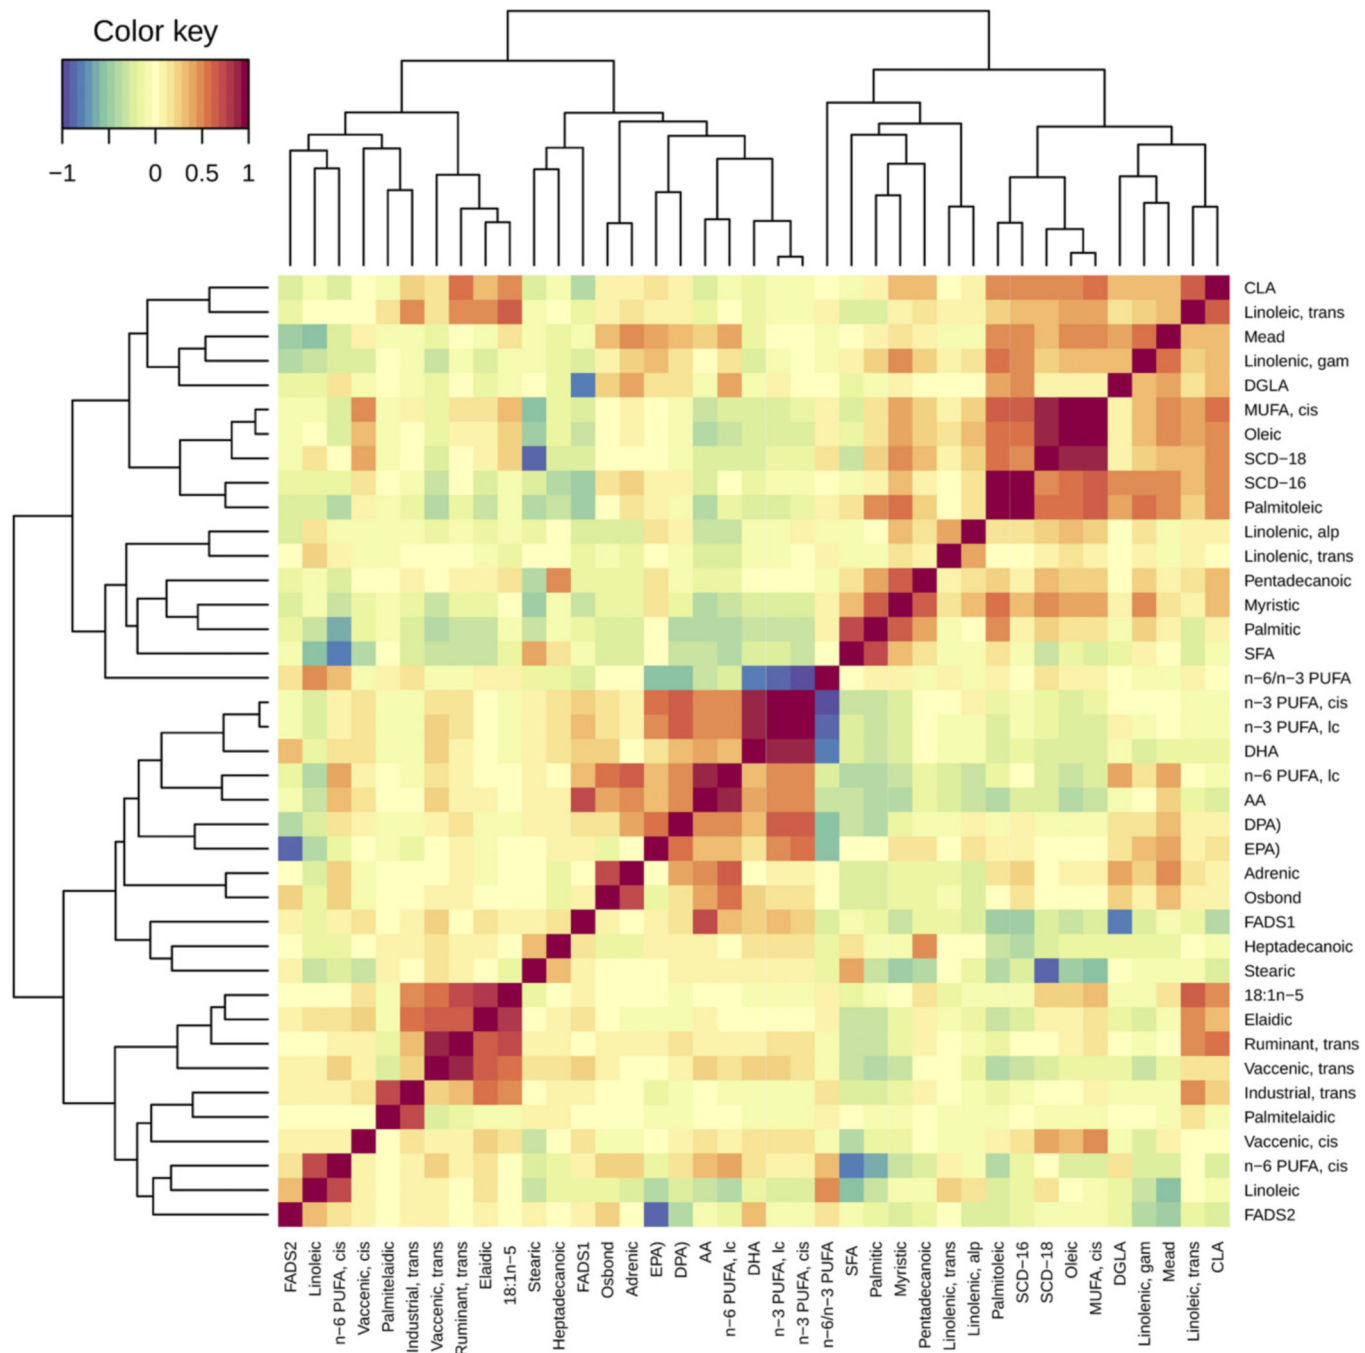 Color key
−1 0 0.5 1
CLA
Linoleic, trans
Mead
Linolenic, gam
DGLA
MUFA, cis
Oleic
SCD−18
SCD−16
Palmitoleic
Linolenic, alp
Linolenic, trans
Pentadecanoic
Myristic
Palmitic
SFA
n−6/n−3 PUFA
n−3 PUFA, cis
n−3 PUFA, lc
DHA
n−6 PUFA, lc
AA
DPA)
EPA)
Adrenic
Osbond
FADS1
Heptadecanoic
Stearic
18:1n−5
Elaidic
Ruminant, trans
Vaccenic, trans
Industrial, trans
Palmitelaidic
Vaccenic, cis
n−6 PUFA, cis
Linoleic
FADS2
FADS2
Linoleic
n−6 PUFA, cis
Vaccenic, cis
Palmitelaidic
Industrial, trans
Vaccenic, trans
Ruminant, trans
Elaidic
18:1n−5
Stearic
Heptadecanoic
FADS1
Osbond
Adrenic
EPA)
DPA)
AA
n−6 PUFA, lc
DHA
n−3 PUFA, lc
n−3 PUFA, cis
n−6/n−3 PUFA
SFA
Palmitic
Myristic
Pentadecanoic
Linolenic, trans
Linolenic, alp
Palmitoleic
SCD−16
SCD−18
Oleic
MUFA, cis
DGLA
Linolenic, gam
Mead
Linoleic, trans
CLA